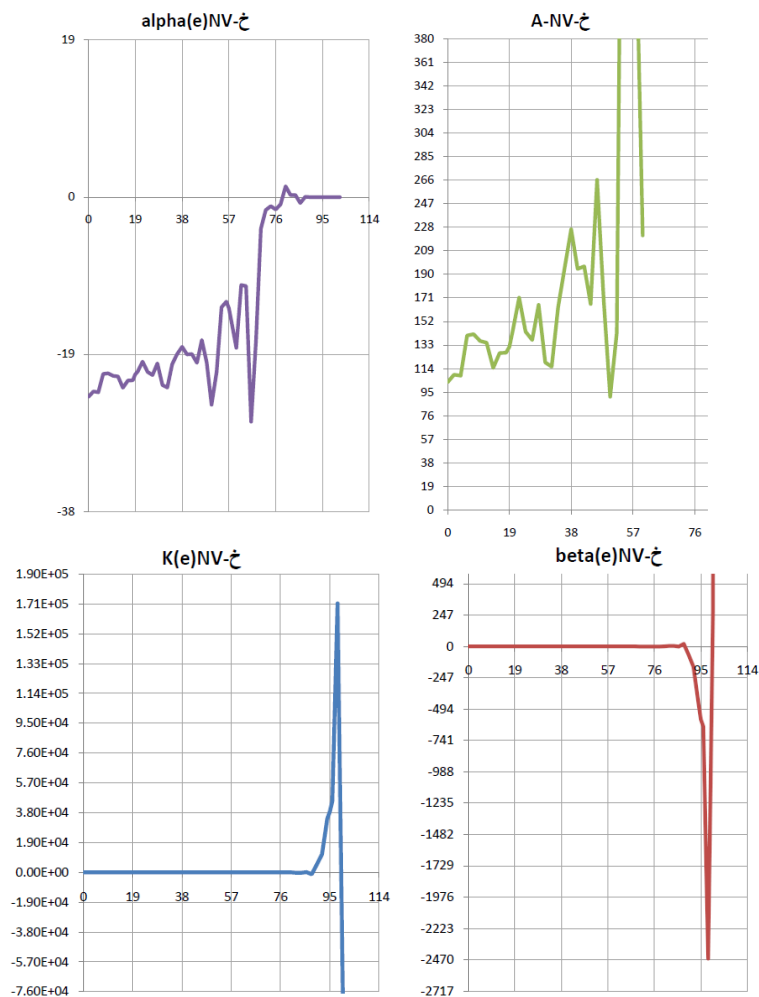 alpha(e)NV-خ
19
0
0 19 38 57 76 95 114
-19
-38
A-NV-خ
380
361
342
323
304
285
266
247
228
209
190
171
152
133
114
95
76
57
38
19
0
0 19 38 57 76
K(e)NV-خ
1.90E+05
1.71E+05
1.52E+05
1.33E+05
1.14E+05
9.50E+04
7.60E+04
5.70E+04
3.80E+04
1.90E+04
0.00E+00
0 19 38 57 76 95 114
-1.90E+04
-3.80E+04
-5.70E+04
-7.60E+04
beta(e)NV-خ
494
247
0
0 19 38 57 76 95 114
-247
-494
-741
-988
-1235
-1482
-1729
-1976
-2223
-2470
-2717